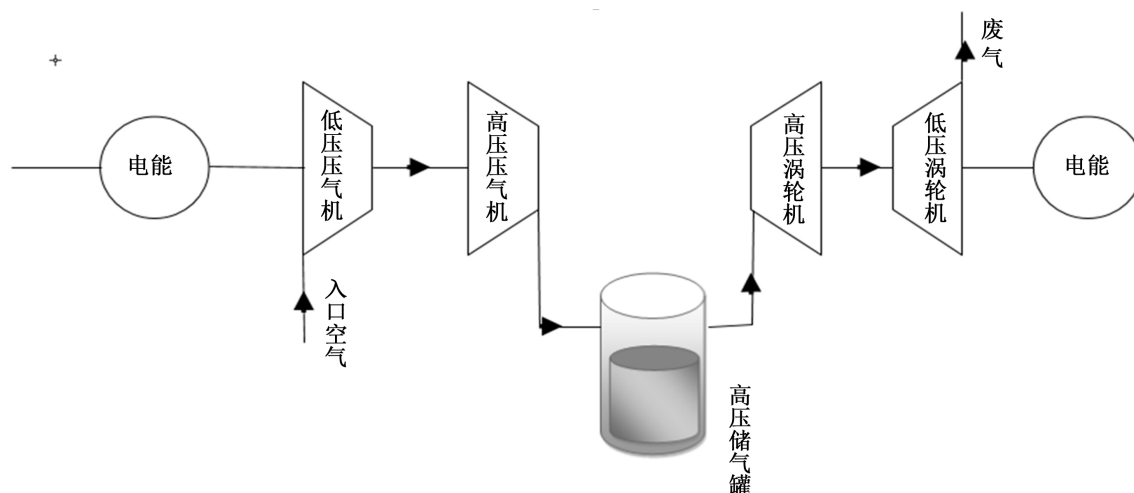 电能
低压压气机
入口空气
高压压气机
高压储气罐
高压涡轮机
低压涡轮机
废气
电能